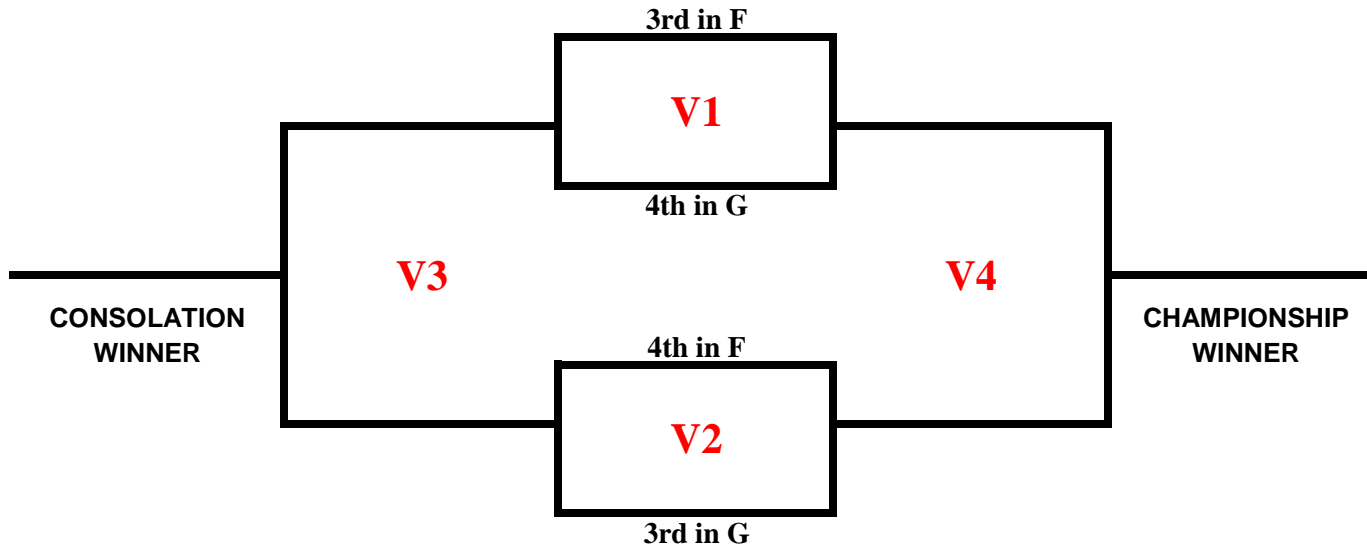 3rd in F
V1
4th in G
V3
V4
CONSOLATION
WINNER
CHAMPIONSHIP
WINNER
4th in F
V2
3rd in G